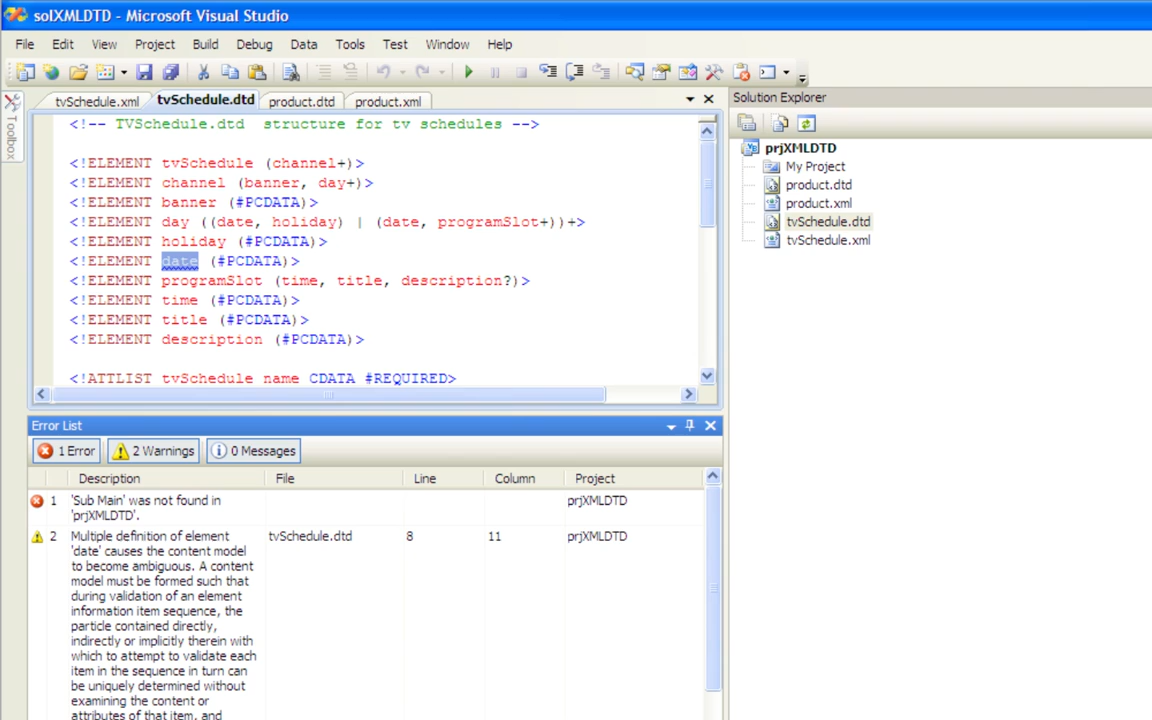 solXMLDTD - Microsoft Visual Studio
File Edit View Project Build Debug Data Tools Test Window Help
Toolbox
tvSchedule.xml tvSchedule.dtd product.dtd product.xml
<!-- TVSchedule.dtd  structure for tv schedules -->
<!ELEMENT tvSchedule (channel+)>
<!ELEMENT channel (banner, day+)>
<!ELEMENT banner (#PCDATA)>
<!ELEMENT day ((date, holiday) | (date, programSlot+))+>
<!ELEMENT holiday (#PCDATA)>
<!ELEMENT date (#PCDATA)>
<!ELEMENT programSlot (time, title, description?)>
<!ELEMENT time (#PCDATA)>
<!ELEMENT title (#PCDATA)>
<!ELEMENT description (#PCDATA)>
<!ATTLIST tvSchedule name CDATA #REQUIRED>
Solution Explorer
prjXMLDTD
My Project
product.dtd
product.xml
tvSchedule.dtd
tvSchedule.xml
Error List
1 Error 2 Warnings 0 Messages
Description File Line Column Project
1 'Sub Main' was not found in prjXMLDTD
'prjXMLDTD'.
2 Multiple definition of element tvSchedule.dtd 8 11 prjXMLDTD
'date' causes the content model
to become ambiguous. A content
model must be formed such that
during validation of an element
information item sequence, the
particle contained directly,
indirectly or implicitly therein with
which to attempt to validate each
item in the sequence in turn can
be uniquely determined without
examining the content or
attributes of that item, and